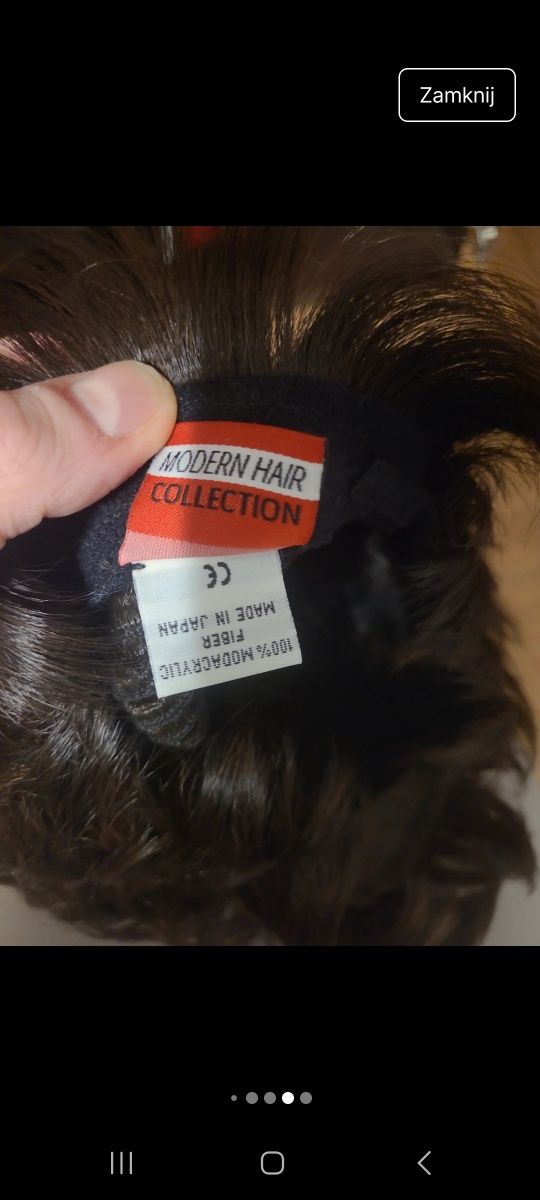 Zamknij
MODERN HAIR
COLLECTION
100% MODACRYLIC
FIBER
MADE IN JAPAN
CE